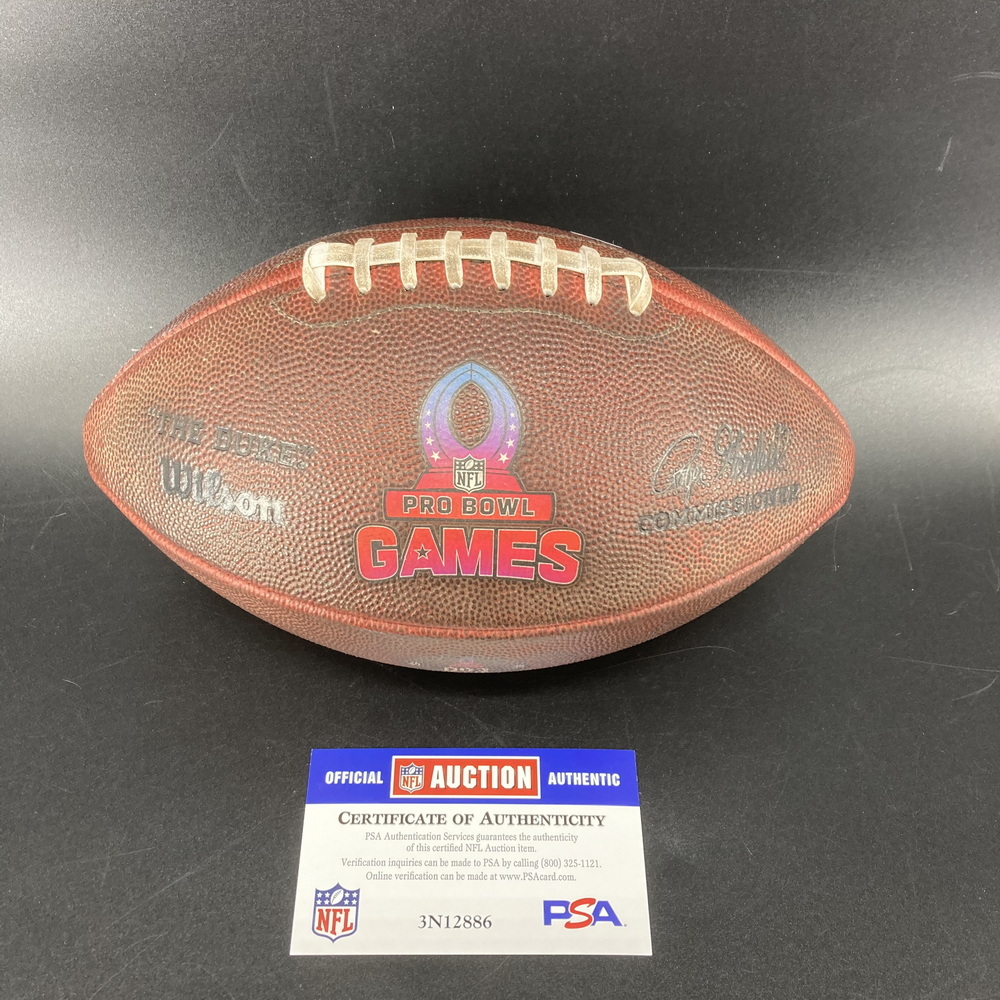 "THE DUKE"
Wilson
NFL
PRO BOWL
GAMES
COMMISSIONER
OFFICIAL NFL AUCTION AUTHENTIC
CERTIFICATE OF AUTHENTICITY
PSA Authentication Services guarantees the authenticity
of this certified NFL Auction item.
Verification inquiries can be made to PSA by calling (800) 325-1121.
Online verification can be made at www.PSAcard.com.
NFL
3N12886
PSA